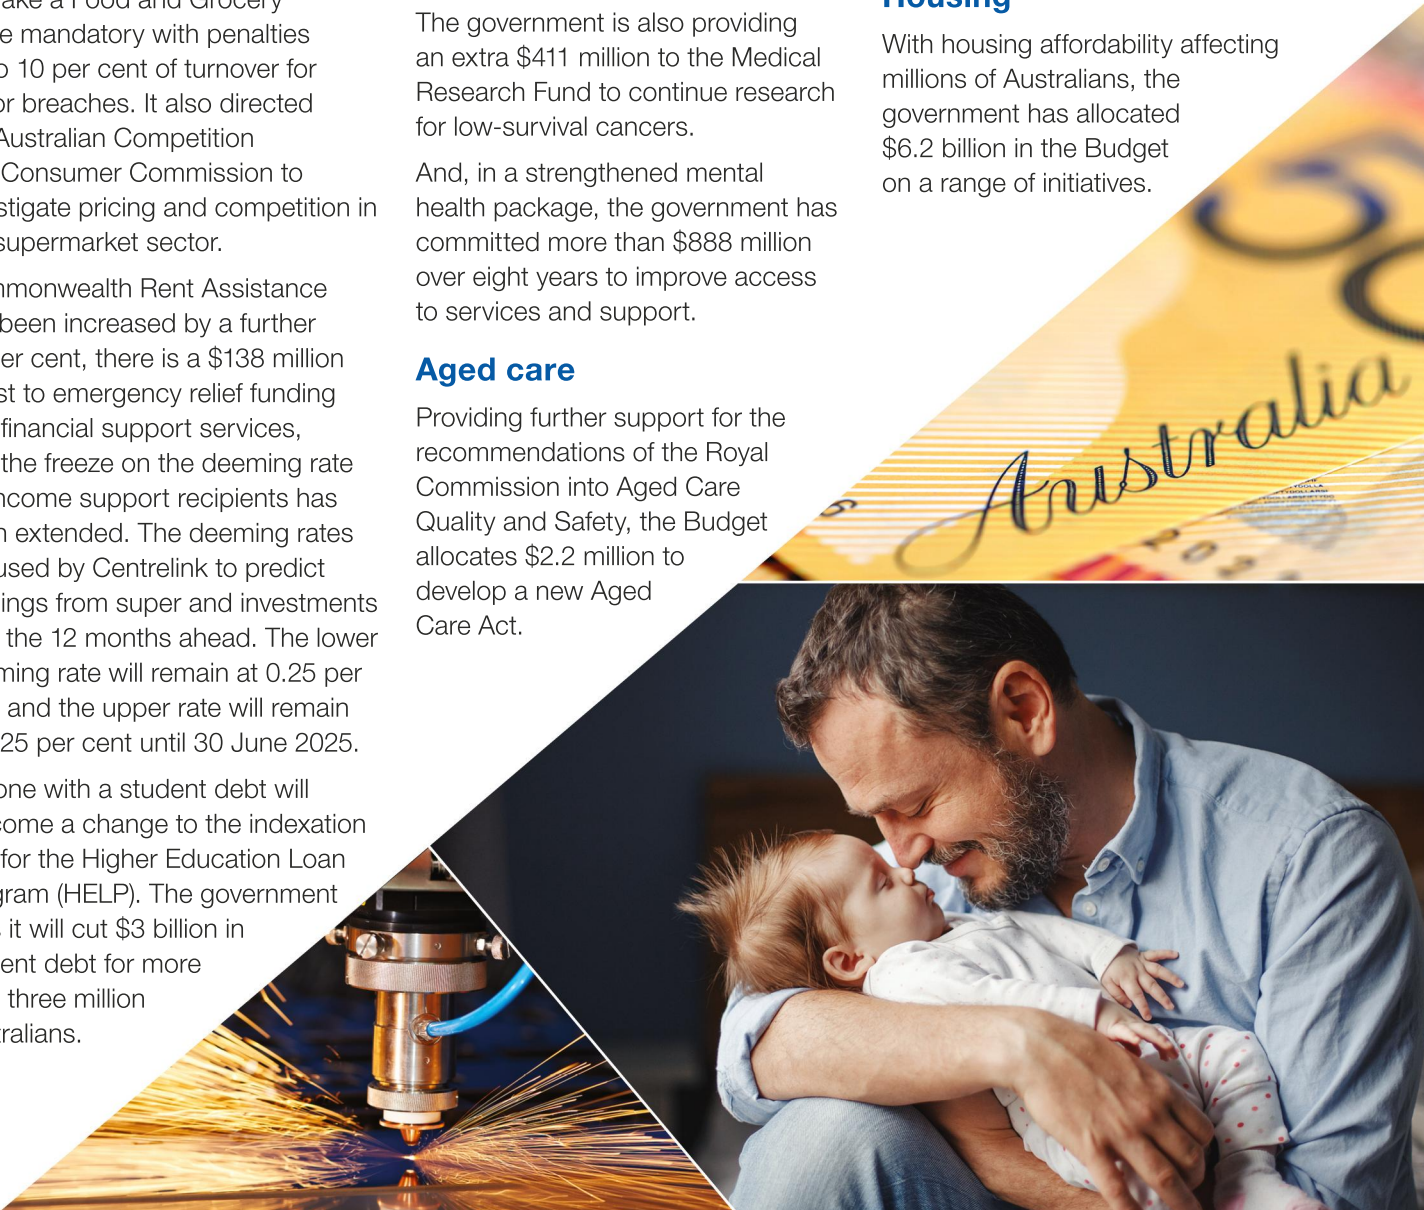 ake a Food and Grocery
e mandatory with penalties
o 10 per cent of turnover for
or breaches. It also directed
Australian Competition
Consumer Commission to
stigate pricing and competition in
supermarket sector.
mmonwealth Rent Assistance
been increased by a further
er cent, there is a $138 million
st to emergency relief funding
financial support services,
the freeze on the deeming rate
ncome support recipients has
n extended. The deeming rates
used by Centrelink to predict
ings from super and investments
the 12 months ahead. The lower
ming rate will remain at 0.25 per
and the upper rate will remain
25 per cent until 30 June 2025.
one with a student debt will
come a change to the indexation
for the Higher Education Loan
gram (HELP). The government
it will cut $3 billion in
ent debt for more
three million
ralians.
The government is also providing
an extra $411 million to the Medical
Research Fund to continue research
for low-survival cancers.
And, in a strengthened mental
health package, the government has
committed more than $888 million
over eight years to improve access
to services and support.
Aged care
Providing further support for the
recommendations of the Royal
Commission into Aged Care
Quality and Safety, the Budget
allocates $2.2 million to
develop a new Aged
Care Act.
Housing
With housing affordability affecting
millions of Australians, the
government has allocated
$6.2 billion in the Budget
on a range of initiatives.
50
Australia